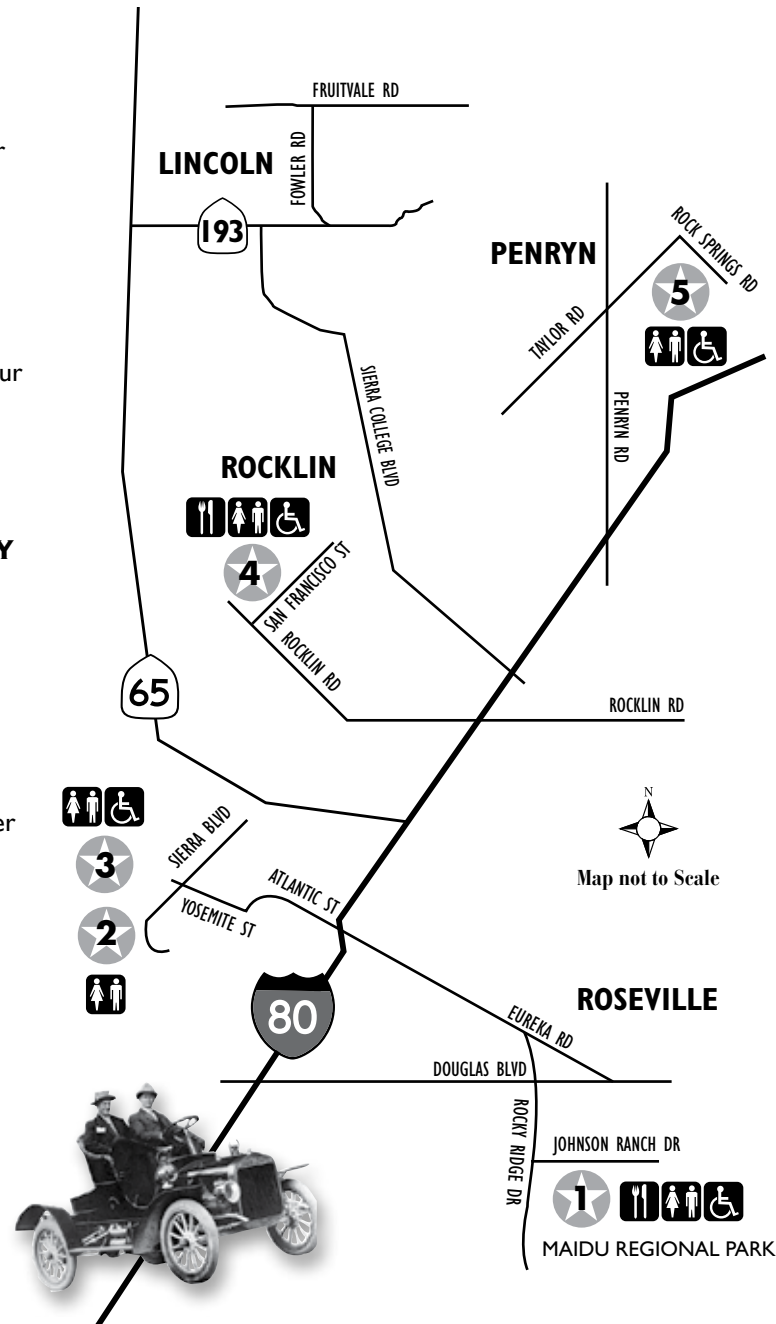 FRUITVALE RD
r
LINCOLN
FOWLER RD
193
ROCK SPRINGS RD
PENRYN
5
TAYLOR RD
ur
SIERRA COLLEGE BLVD
PENRYN RD
ROCKLIN
Y
4
SAN FRANCISCO ST
ROCKLIN RD
65
ROCKLIN RD
N
er
SIERRA BLVD
3
Map not to Scale
ATLANTIC ST
YOSEMITE ST
2
80
ROSEVILLE
EUREKA RD
DOUGLAS BLVD
ROCKY RIDGE DR
JOHNSON RANCH DR
1
MAIDU REGIONAL PARK